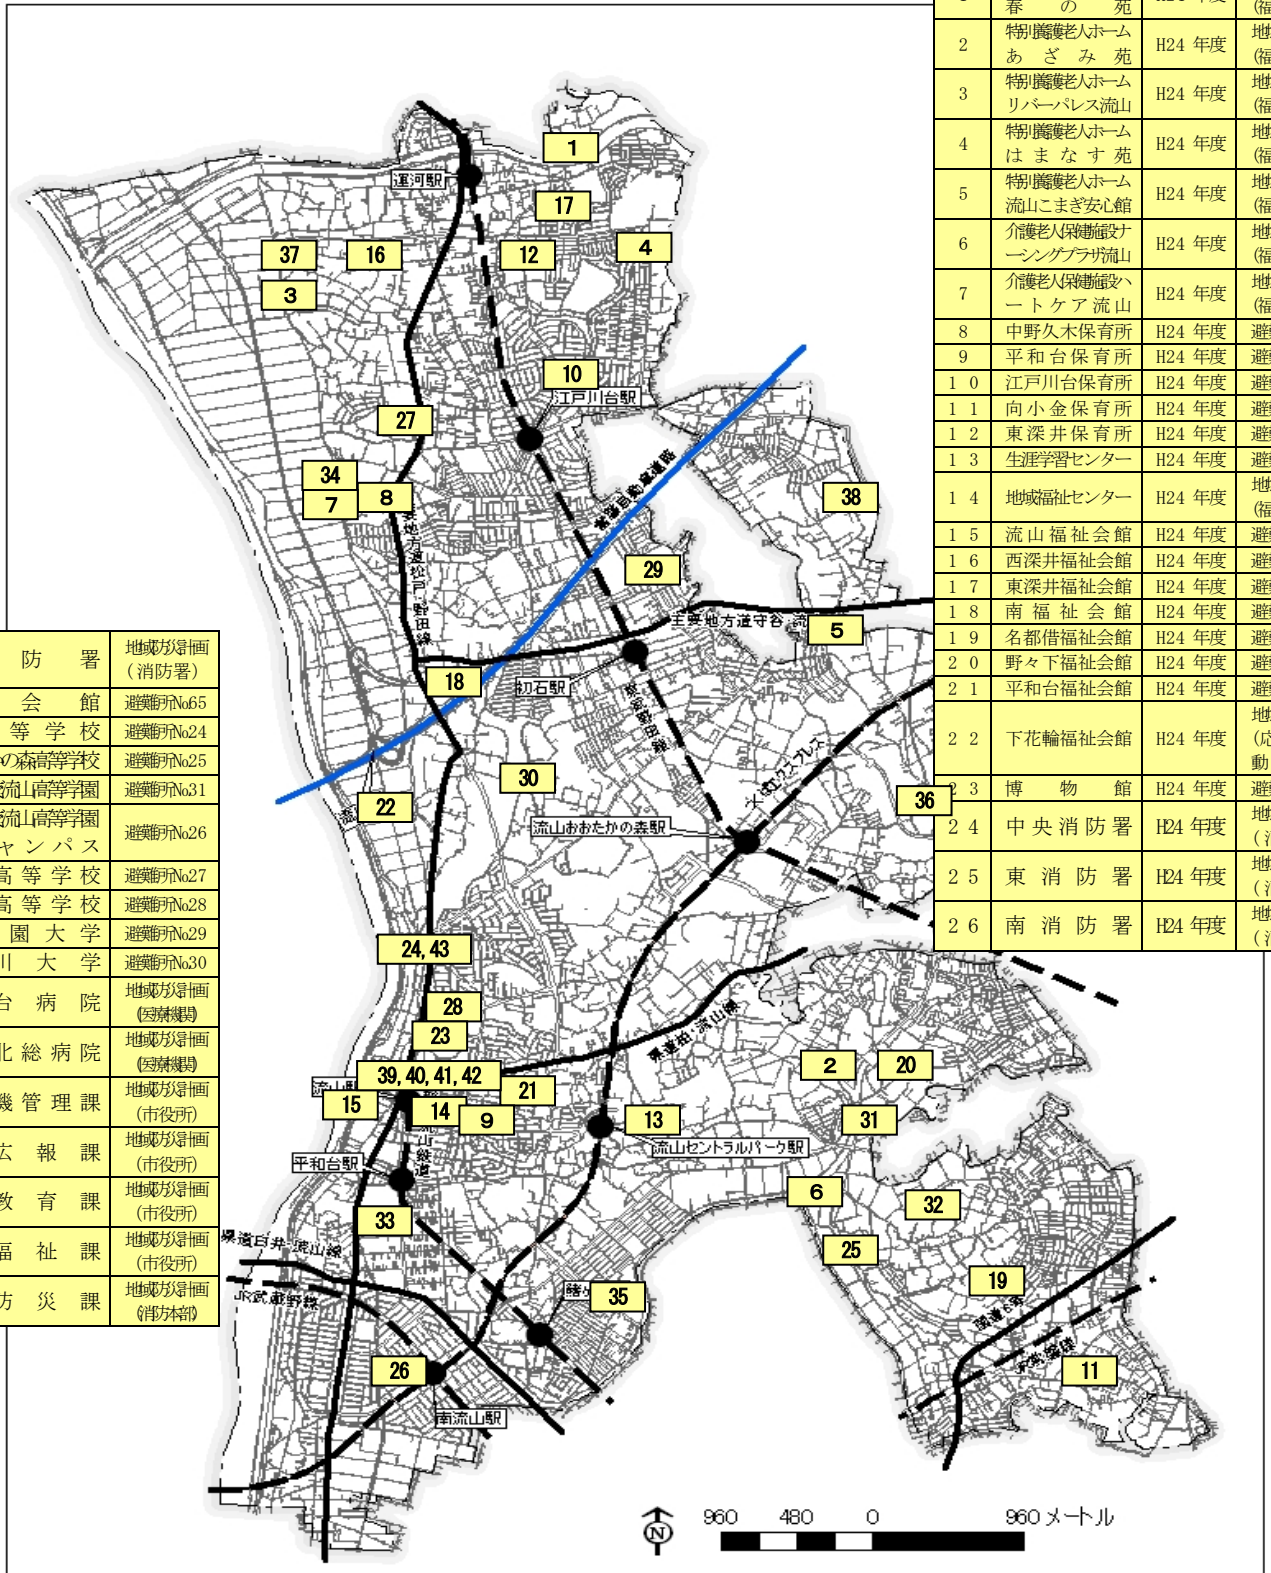 春の苑
2 特別養護老人ホーム H24 年度
あざみ苑
3 特別養護老人ホーム H24 年度
リバーパレス流山
4 特別養護老人ホーム H24 年度
はまなす苑
5 特別養護老人ホーム H24 年度
流山こまぎ安心館
6 介護老人保健施設ナ H24 年度
ーシングプラザ流山
7 介護老人保健施設ハ H24 年度
ートケア流山
8 中野久木保育所 H24 年度
9 平和台保育所 H24 年度
10 江戸川台保育所 H24 年度
11 向小金保育所 H24 年度
12 東深井保育所 H24 年度
13 生涯学習センター H24 年度
14 地域福祉センター H24 年度
15 流山福祉会館 H24 年度
16 西深井福祉会館 H24 年度
17 東深井福祉会館 H24 年度
18 南福祉会館 H24 年度
19 名都借福祉会館 H24 年度
20 野々下福祉会館 H24 年度
21 平和台福祉会館 H24 年度
22 下花輪福祉会館 H24 年度
23 博物館 H24 年度
24 中央消防署 H24 年度
25 東消防署 H24 年度
26 南消防署 H24 年度
防署 地域防災計画
(消防署)
会館 避難所No65
等学校 避難所No24
の森高等学校 避難所No25
流山高等学園 避難所No31
流山高等学園
ャンパス 避難所No26
高等学校 避難所No27
高等学校 避難所No28
園大学 避難所No29
川大学 避難所No30
台病院 地域防災計画
(医療機関)
北総病院 地域防災計画
(医療機関)
機管理課 地域防災計画
(市役所)
広報課 地域防災計画
(市役所)
教育課 地域防災計画
(市役所)
福祉課 地域防災計画
(市役所)
防災課 地域防災計画
(消防本部)
1
運河駅
17
37
16
12
4
3
10
江戸川台駅
27
常磐自動車道路
34
7
8
38
主要地方道松戸・野田線
29
主要地方道守谷・流
5
18
初石駅
東武野田線
30
つくばエクスプレス
22
36
流山おおたかの森駅
24, 43
28
23
県道柏・流山線
2
20
39, 40, 41, 42
流山駅
21
15
14
9
13
31
流山セントラルパーク駅
平和台駅
6
32
33
25
県道白井・流山線
JR武蔵野線
19
35
国道6号
JR常磐線
26
11
南流山駅
N
960 480 0 960 メートル